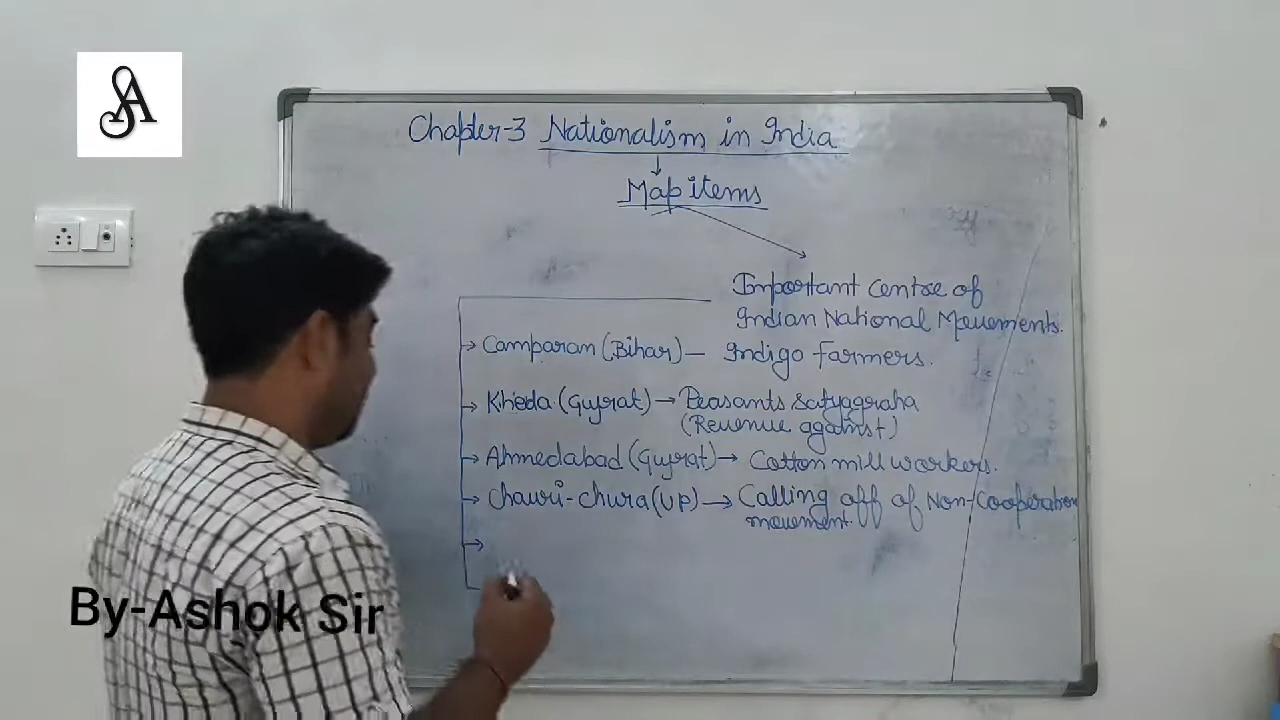 SA
Chapter-3 Nationalism in India
Map items
Important centre of
Indian National Movements.
Camparan (Bihar) — Indigo farmers.
Kheda (Gujrat) → Peasants Satyagraha
(Revenue against)
Ahmedabad (Gujrat) → Cotton mill workers.
Chauri-Chura (UP) → Calling off of Non-Cooperation
movement.
By-Ashok Sir